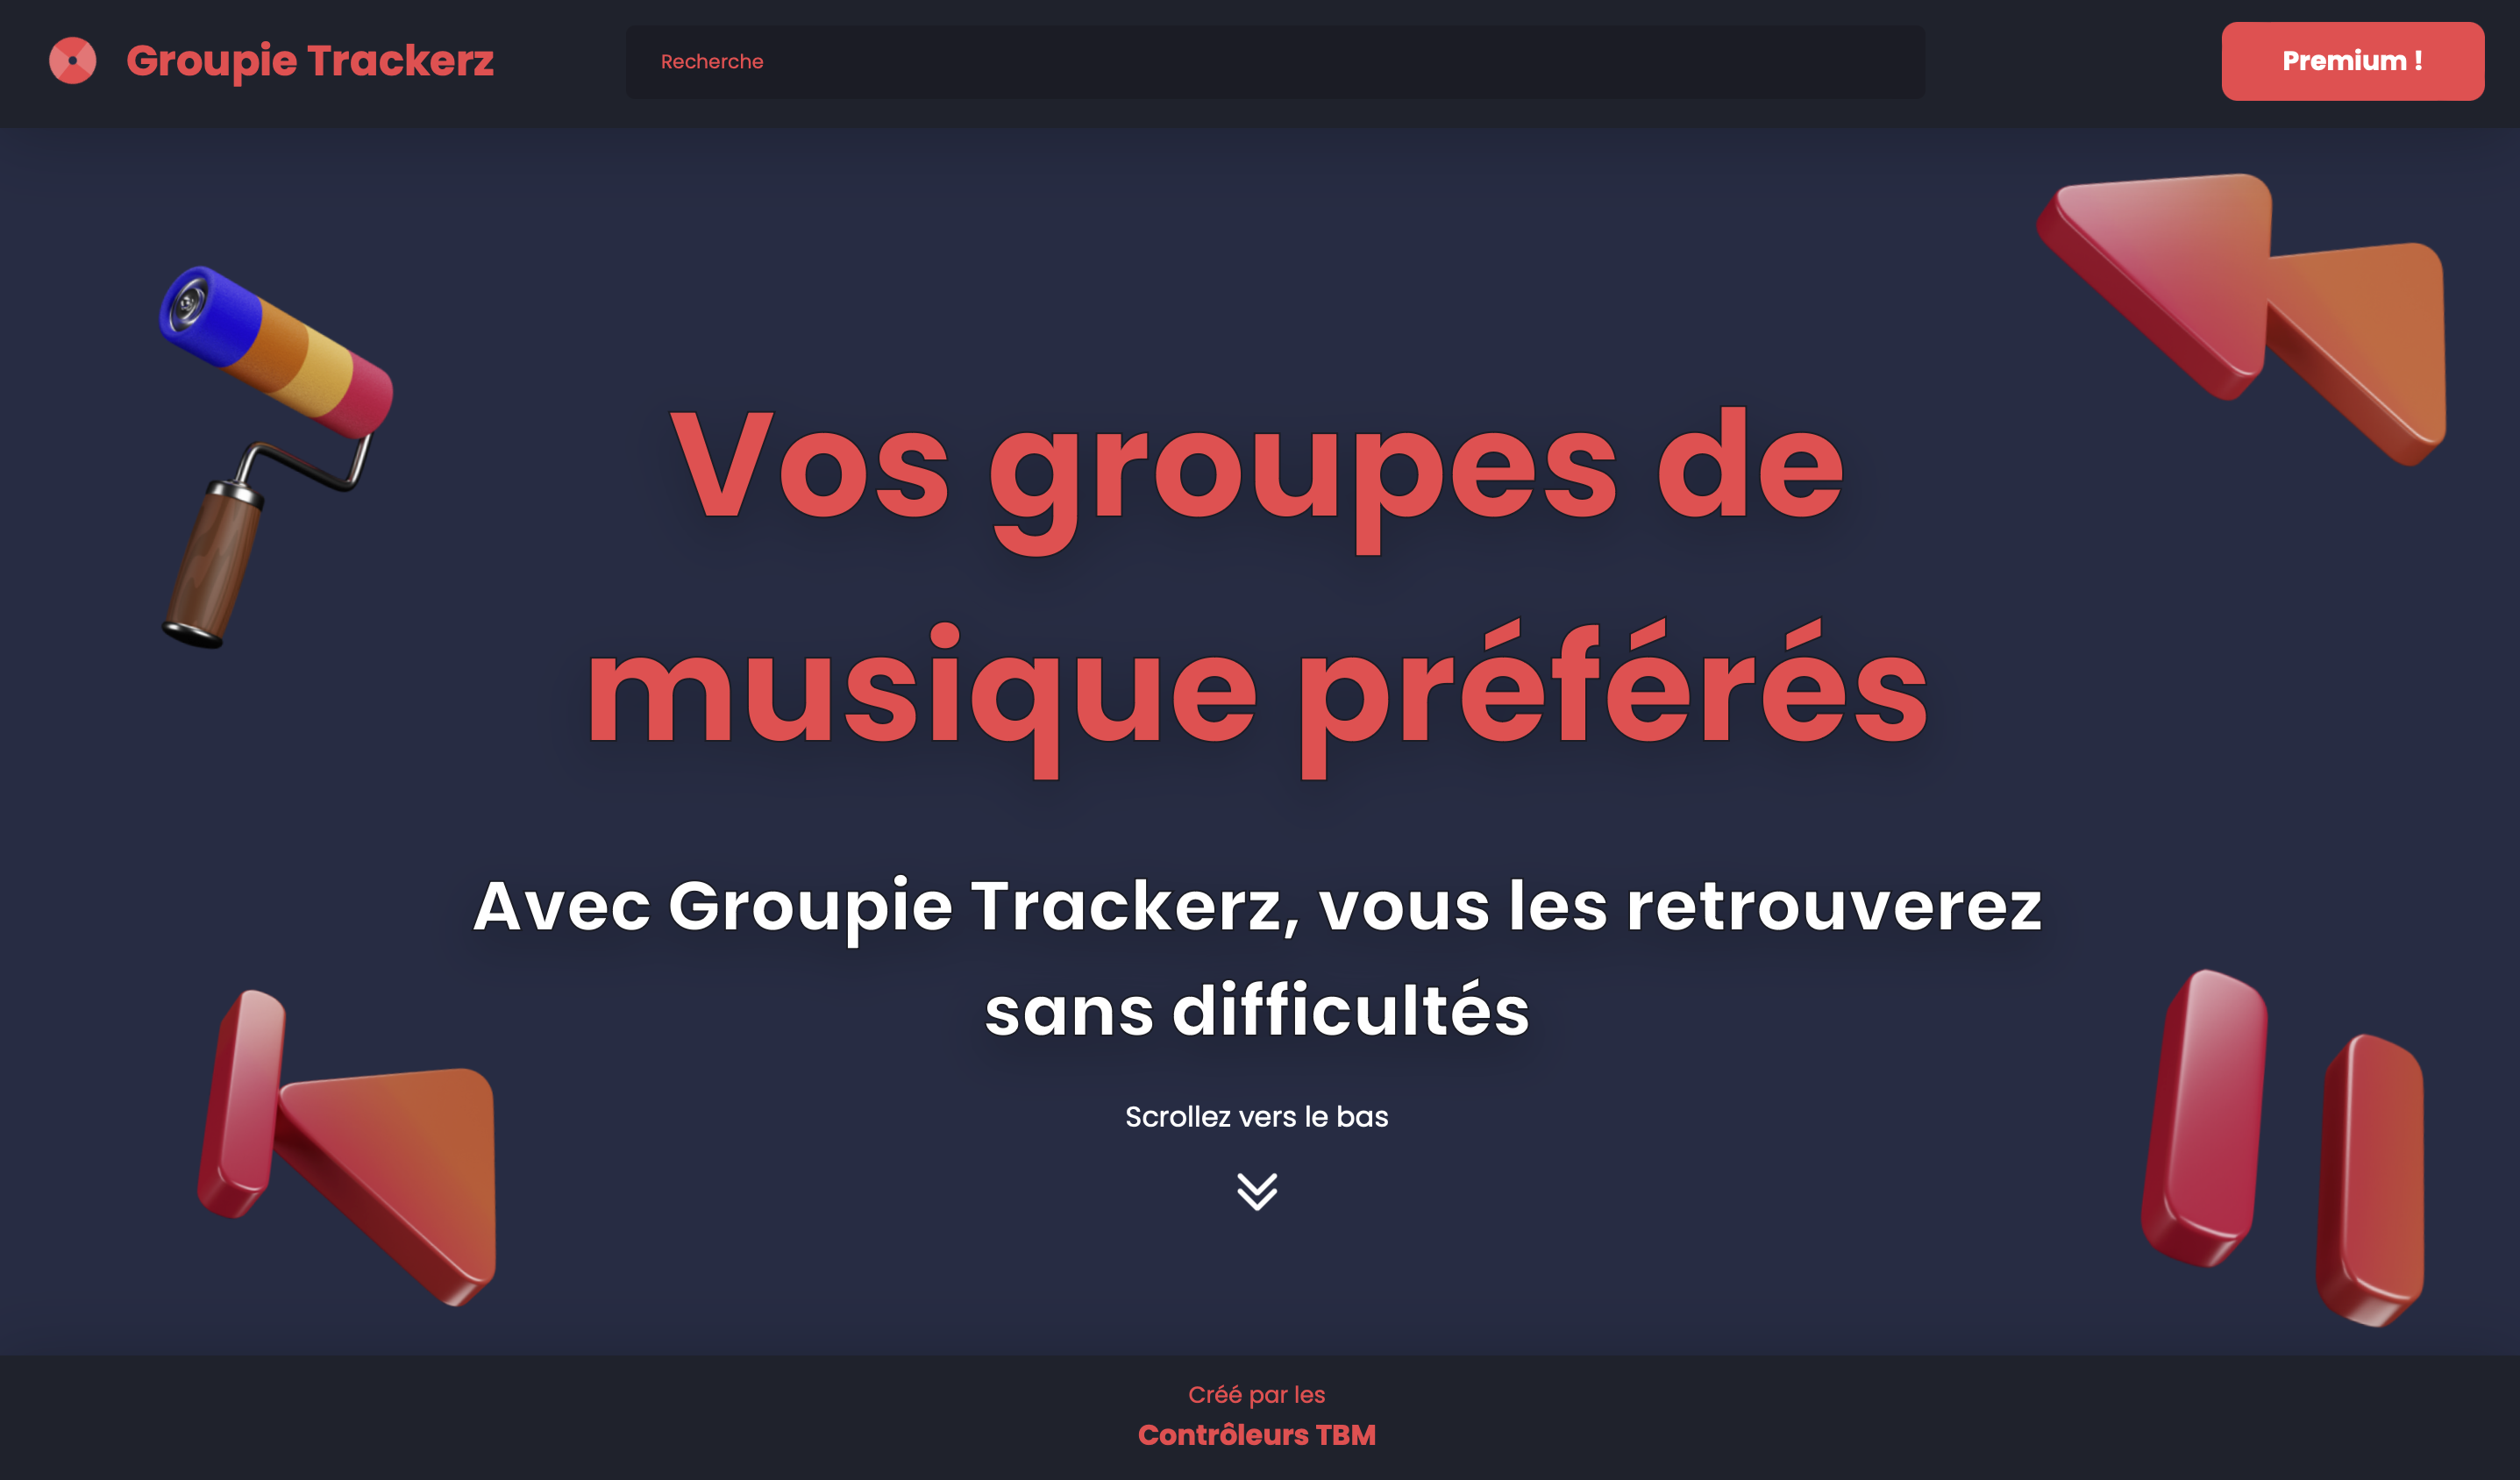 Groupie Trackerz
Recherche
Premium !
Vos groupes de
musique préférés
Avec Groupie Trackerz, vous les retrouverez
sans difficultés
Scrollez vers le bas
Créé par les
Contrôleurs TBM